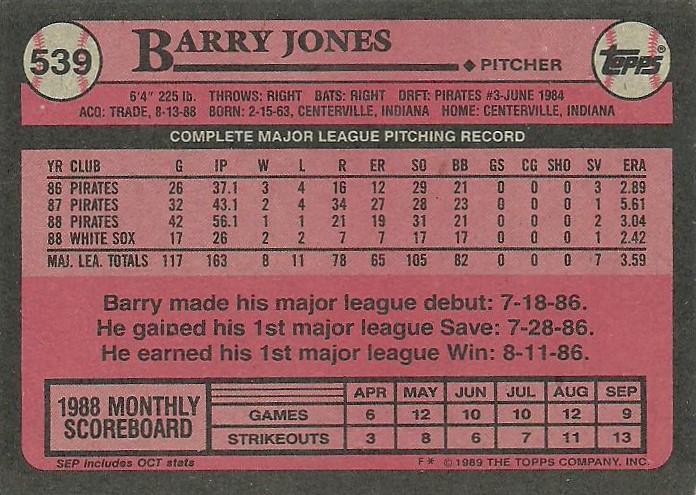 539
BARRY JONES
PITCHER
TOPPS®
6'4" 225 lb. THROWS: RIGHT BATS: RIGHT DRFT: PIRATES #3-JUNE 1984
ACQ: TRADE, 8-13-88 BORN: 2-15-63, CENTERVILLE, INDIANA HOME: CENTERVILLE, INDIANA
COMPLETE MAJOR LEAGUE PITCHING RECORD
YR CLUB G IP W L R ER SO BB GS CG SHO SV ERA
86 PIRATES 26 37.1 3 4 16 12 29 21 0 0 0 3 2.89
87 PIRATES 32 43.1 2 4 34 27 28 23 0 0 0 1 5.61
88 PIRATES 42 56.1 1 1 21 19 31 21 0 0 0 2 3.04
88 WHITE SOX 17 26 2 2 7 7 17 17 0 0 0 1 2.42
MAJ. LEA. TOTALS 117 163 8 11 78 65 105 82 0 0 0 7 3.59
Barry made his major league debut: 7-18-86.
He gained his 1st major league Save: 7-28-86.
He earned his 1st major league Win: 8-11-86.
1988 MONTHLY SCOREBOARD
APR MAY JUN JUL AUG SEP
GAMES 6 12 10 10 12 9
STRIKEOUTS 3 8 6 7 11 13
SEP includes OCT stats
F* © 1989 THE TOPPS COMPANY, INC.